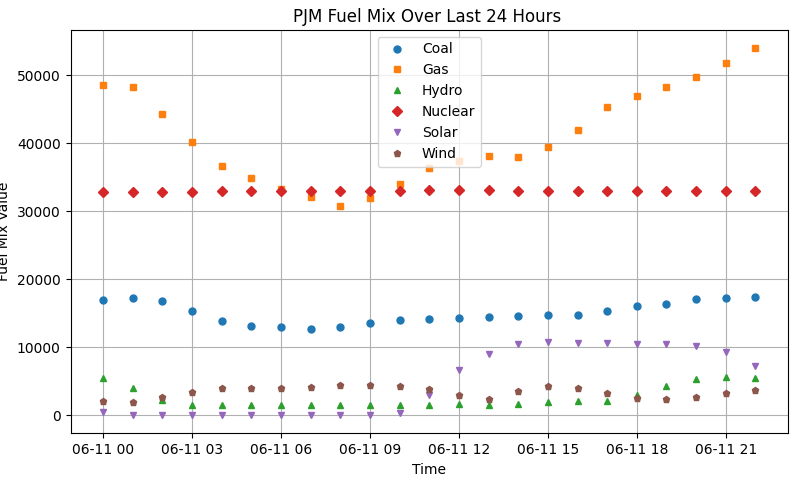 PJM Fuel Mix Over Last 24 Hours
Coal
Gas
Hydro
Nuclear
Solar
Wind
50000
40000
30000
20000
10000
0
Fuel Mix Value
06-11 00
06-11 03
06-11 06
06-11 09
06-11 12
06-11 15
06-11 18
06-11 21
Time